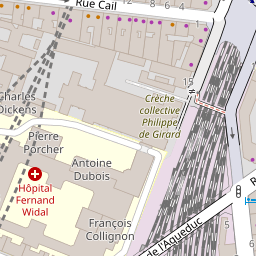 Rue Cail
15
Crèche
collective
Philippe
de Girard
Charles
Dickens
Pierre
Porcher
Antoine
Dubois
Hôpital
Fernand
Widal
François
Collignon
de l'Aqueduc